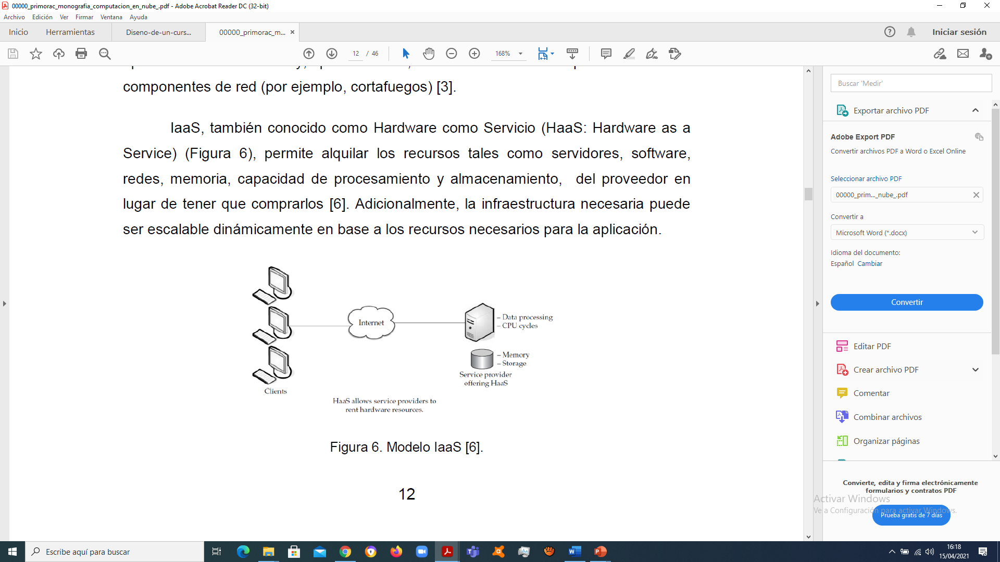 00000_primorac_monografia_computacion_en_nube_.pdf - Adobe Acrobat Reader DC (32-bit)
Archivo Edición Ver Firmar Ventana Ayuda
Inicio Herramientas Diseno-de-un-curs... 00000_primorac_m... Iniciar sesión
12 / 46 168%
componentes de red (por ejemplo, cortafuegos) [3].
IaaS, también conocido como Hardware como Servicio (HaaS: Hardware as a
Service) (Figura 6), permite alquilar los recursos tales como servidores, software,
redes, memoria, capacidad de procesamiento y almacenamiento, del proveedor en
lugar de tener que comprarlos [6]. Adicionalmente, la infraestructura necesaria puede
ser escalable dinámicamente en base a los recursos necesarios para la aplicación.
Internet
– Data processing
– CPU cycles
– Memory
– Storage
Service provider
offering HaaS
Clients
HaaS allows service providers to
rent hardware resources.
Figura 6. Modelo IaaS [6].
12
Buscar 'Medir'
Exportar archivo PDF
Adobe Export PDF
Convertir archivos PDF a Word o Excel Online
Seleccionar archivo PDF
00000_prim..._nube_.pdf
Convertir a
Microsoft Word (*.docx)
Idioma del documento:
Español Cambiar
Convertir
Editar PDF
Crear archivo PDF
Comentar
Combinar archivos
Organizar páginas
Convierte, edita y firma electrónicamente
formularios y contratos PDF
Activar Windows
Ve a Configuración para activar Windows.
Prueba gratis de 7 días
Escribe aquí para buscar
16:18
15/04/2021